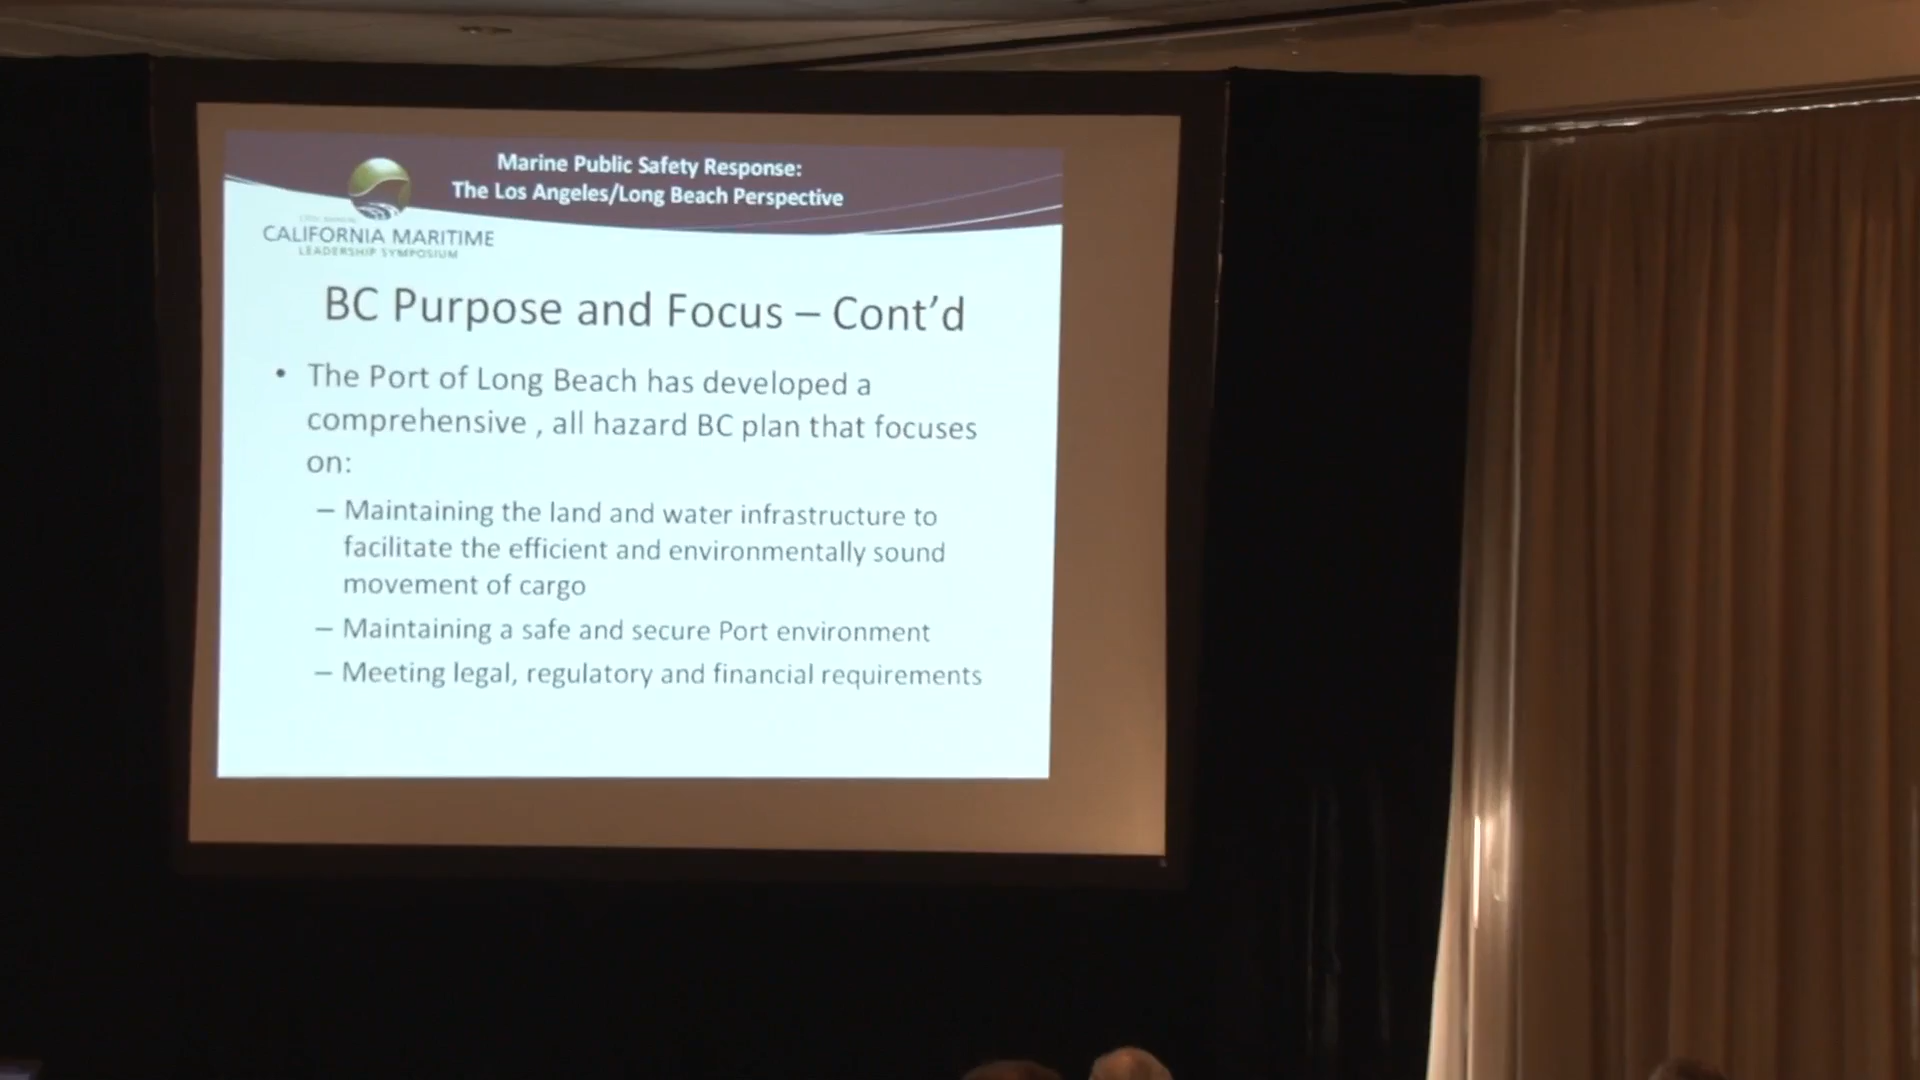 Marine Public Safety Response:
The Los Angeles/Long Beach Perspective
CALIFORNIA MARITIME
LEADERSHIP SYMPOSIUM
BC Purpose and Focus – Cont’d
• The Port of Long Beach has developed a
comprehensive , all hazard BC plan that focuses
on:
– Maintaining the land and water infrastructure to
facilitate the efficient and environmentally sound
movement of cargo
– Maintaining a safe and secure Port environment
– Meeting legal, regulatory and financial requirements